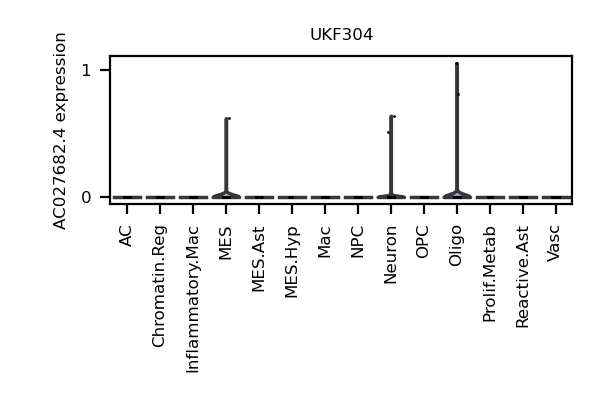 UKF304
AC027682.4 expression
1
0
AC
Chromatin.Reg
Inflammatory.Mac
MES
MES.Ast
MES.Hyp
Mac
NPC
Neuron
OPC
Oligo
Prolif.Metab
Reactive.Ast
Vasc